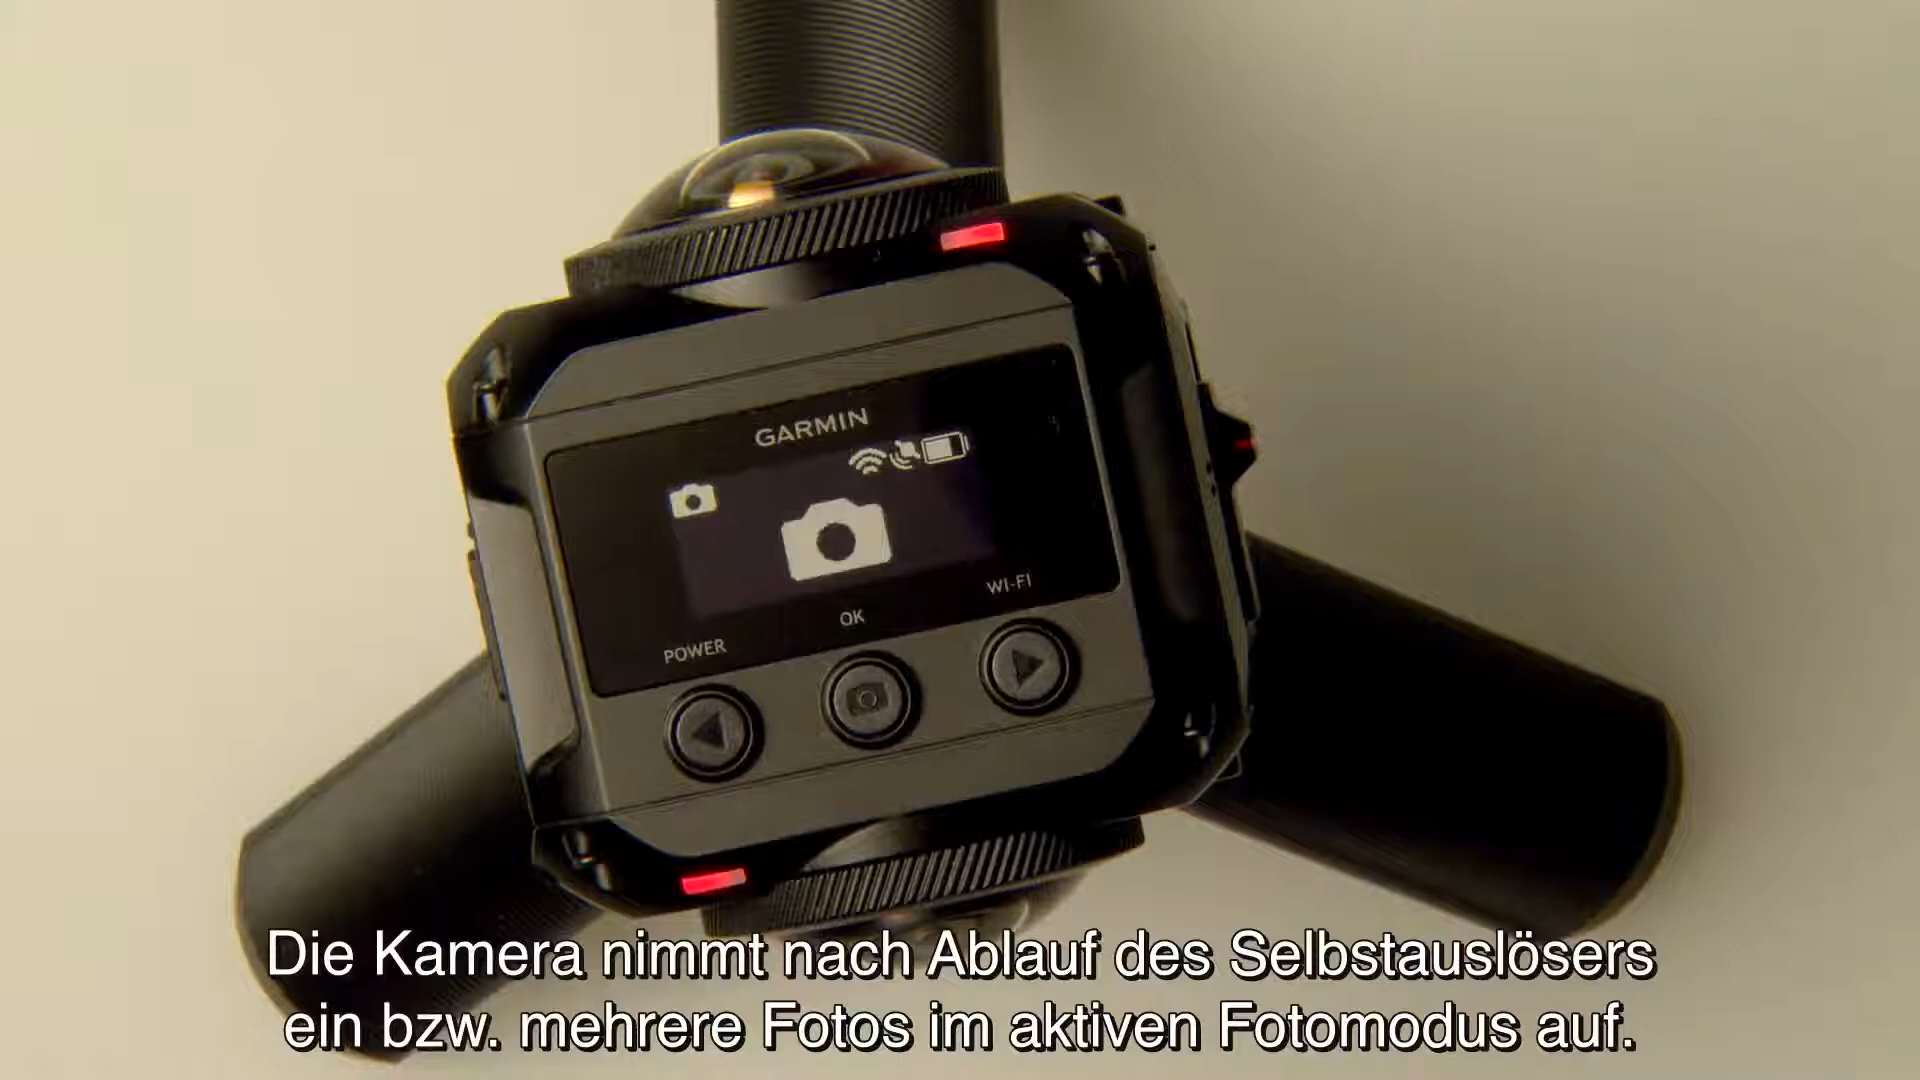 GARMIN
WI-FI
OK
POWER
Die Kamera nimmt nach Ablauf des Selbstauslösers
ein bzw. mehrere Fotos im aktiven Fotomodus auf.